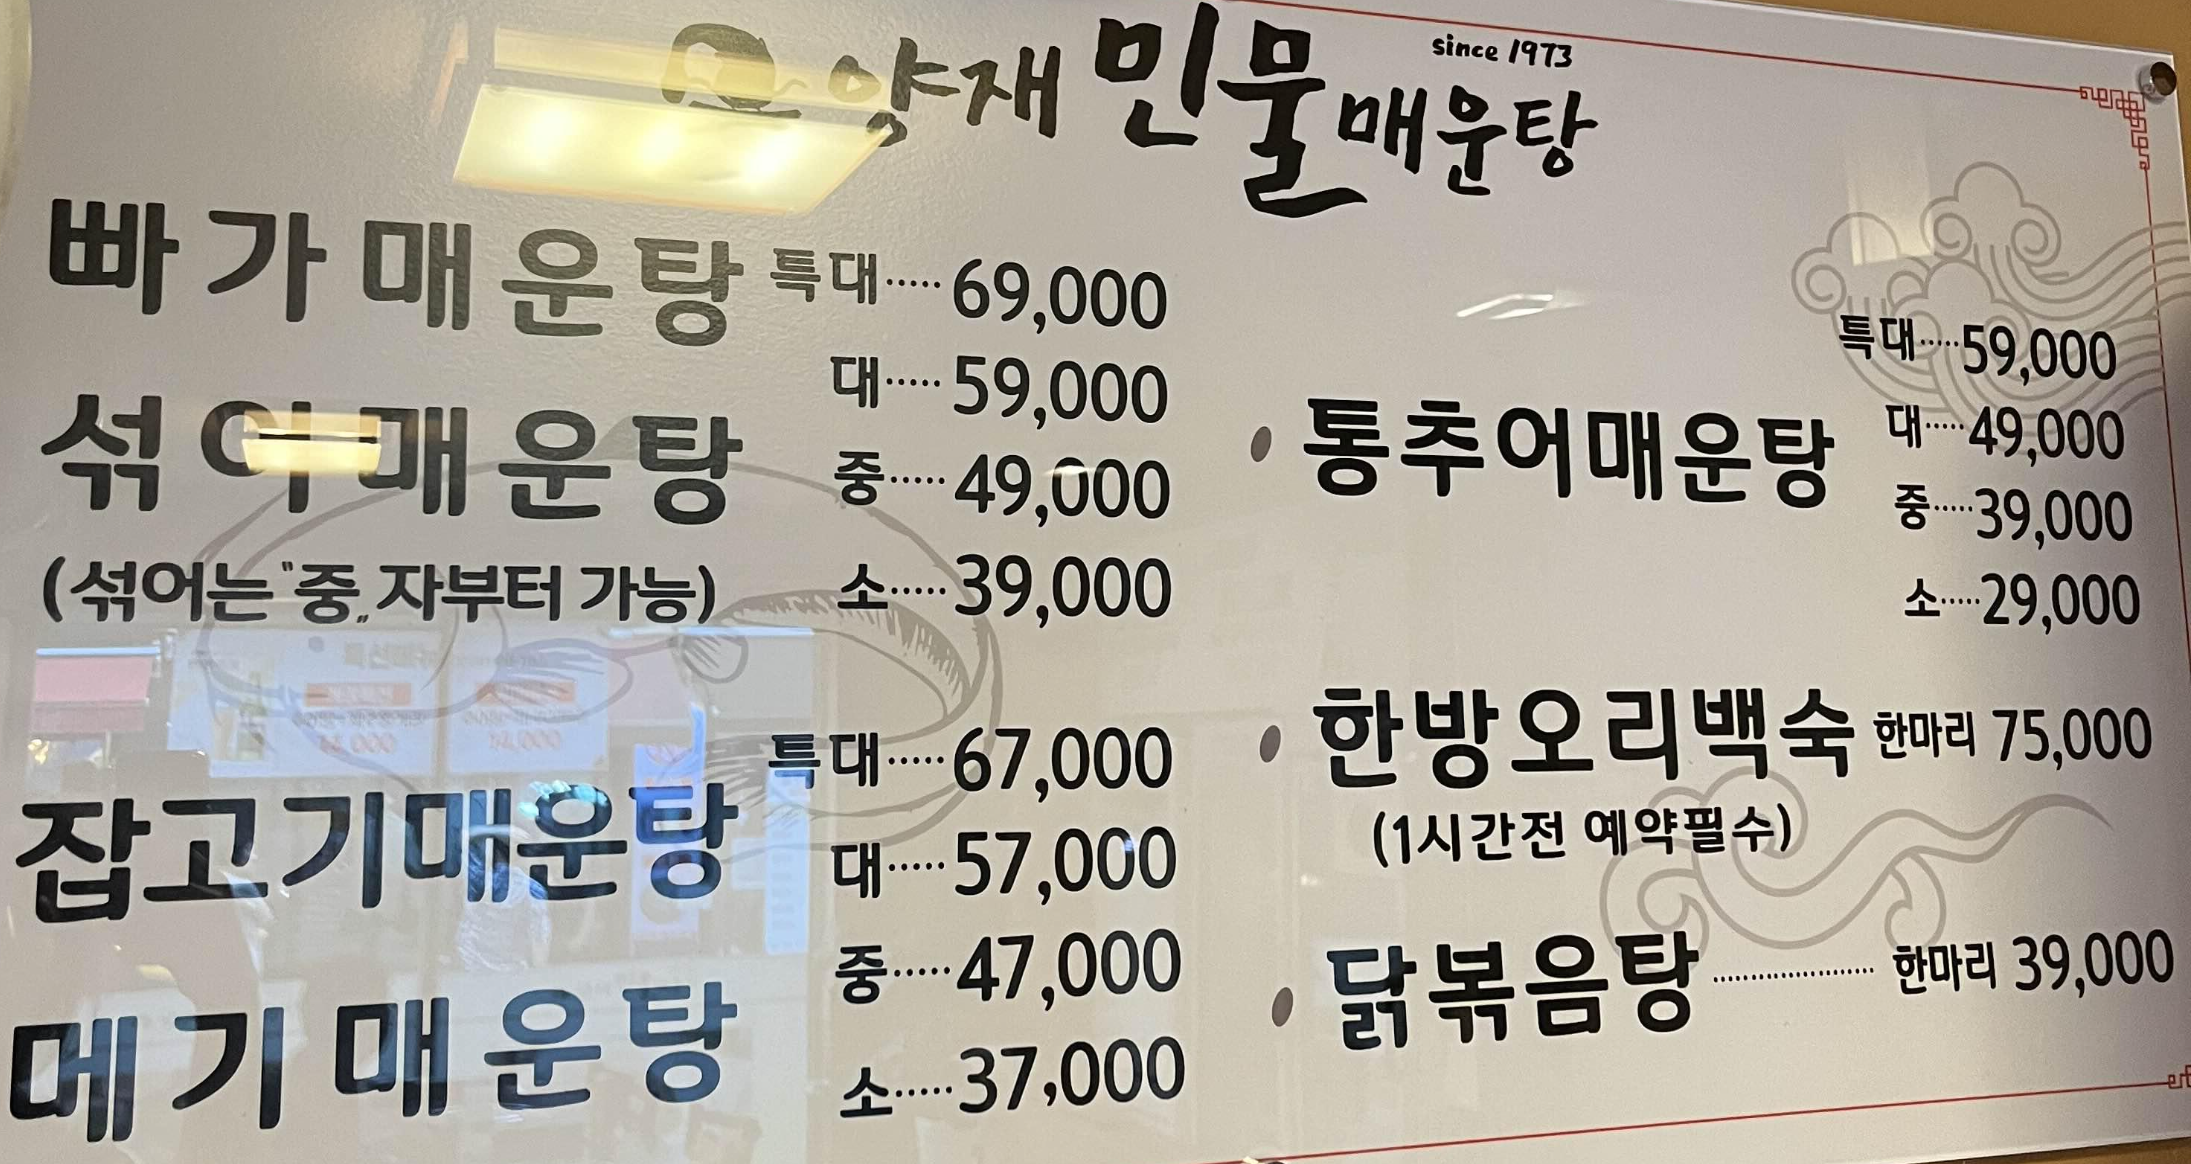 since 1973
양재 민물매운탕
빠가매운탕 특대····· 69,000
대····· 59,000
섞어매운탕 중····· 49,000
(섞어는 "중„ 자부터 가능) 소····· 39,000
잡고기매운탕 특대····· 67,000
대····· 57,000
메기매운탕 중····· 47,000
소····· 37,000
특대····· 59,000
• 통추어매운탕 대····· 49,000
중····· 39,000
소····· 29,000
• 한방오리백숙 한마리 75,000
(1시간전 예약필수)
• 닭볶음탕 ····················· 한마리 39,000